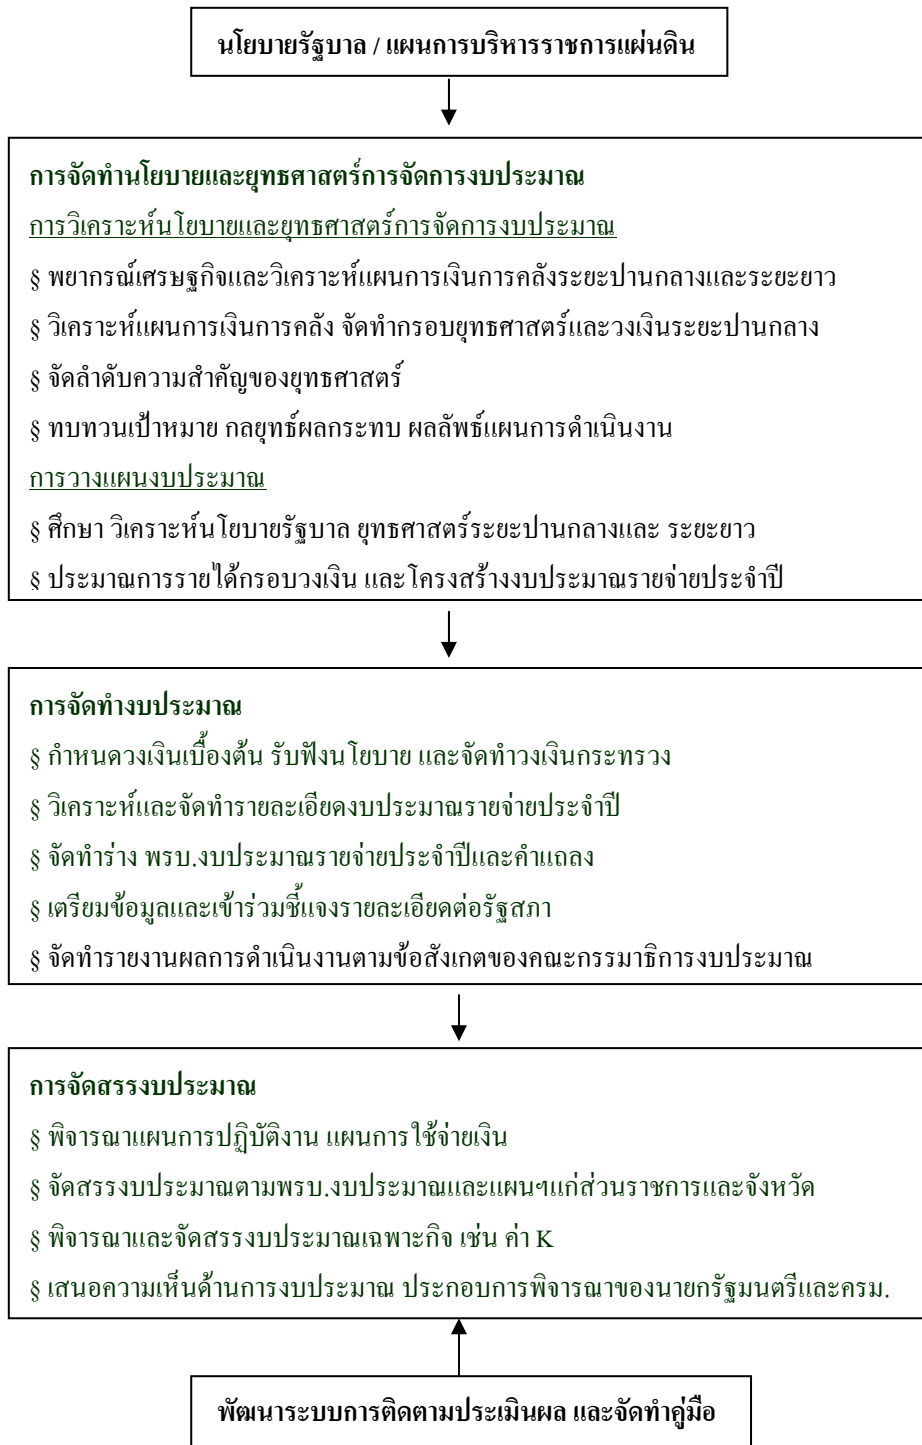 นโยบายรัฐบาล / แผนการบริหารราชการแผ่นดิน
การจัดทำนโยบายและยุทธศาสตร์การจัดการงบประมาณ
การวิเคราะห์นโยบายและยุทธศาสตร์การจัดการงบประมาณ
§ พยากรณ์เศรษฐกิจและวิเคราะห์แผนการเงินการคลังระยะปานกลางและระยะยาว
§ วิเคราะห์แผนการเงินการคลัง จัดทำกรอบยุทธศาสตร์และวงเงินระยะปานกลาง
§ จัดลำดับความสำคัญของยุทธศาสตร์
§ ทบทวนเป้าหมาย กลยุทธ์ผลกระทบ ผลลัพธ์แผนการดำเนินงาน
การวางแผนงบประมาณ
§ ศึกษา วิเคราะห์นโยบายรัฐบาล ยุทธศาสตร์ระยะปานกลางและ ระยะยาว
§ ประมาณการรายได้กรอบวงเงิน และโครงสร้างงบประมาณรายจ่ายประจำปี
การจัดทำงบประมาณ
§ กำหนดวงเงินเบื้องต้น รับฟังนโยบาย และจัดทำวงเงินกระทรวง
§ วิเคราะห์และจัดทำรายละเอียดงบประมาณรายจ่ายประจำปี
§ จัดทำร่าง พรบ.งบประมาณรายจ่ายประจำปีและคำแถลง
§ เตรียมข้อมูลและเข้าร่วมชี้แจงรายละเอียดต่อรัฐสภา
§ จัดทำรายงานผลการดำเนินงานตามข้อสังเกตของคณะกรรมาธิการงบประมาณ
การจัดสรรงบประมาณ
§ พิจารณาแผนการปฏิบัติงาน แผนการใช้จ่ายเงิน
§ จัดสรรงบประมาณตามพรบ.งบประมาณและแผนฯแก่ส่วนราชการและจังหวัด
§ พิจารณาและจัดสรรงบประมาณเฉพาะกิจ เช่น ค่า K
§ เสนอความเห็นด้านการงบประมาณ ประกอบการพิจารณาของนายกรัฐมนตรีและครม.
พัฒนาระบบการติดตามประเมินผล และจัดทำคู่มือ